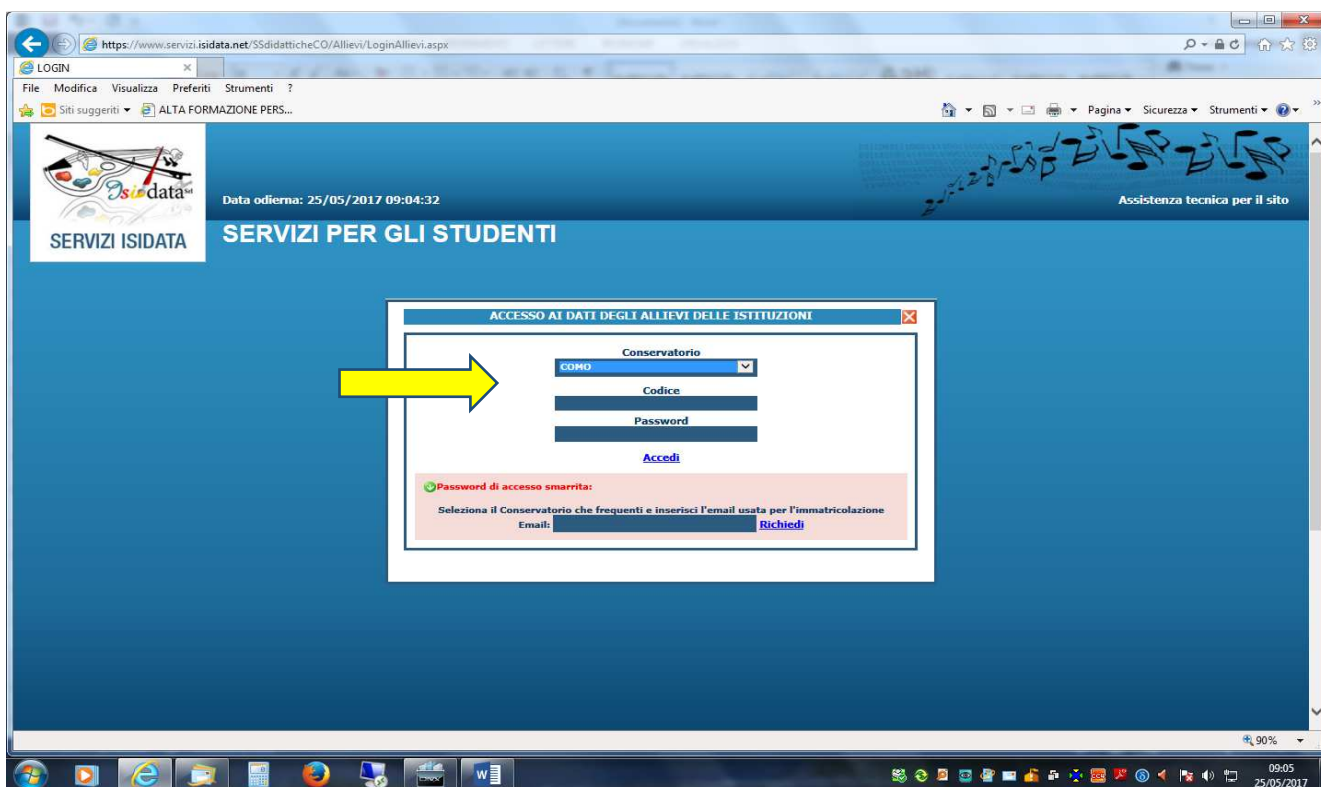 https://www.servizi.isidata.net/SSdidatticheCO/Allievi/LoginAllievi.aspx
LOGIN
File Modifica Visualizza Preferiti Strumenti ?
Siti suggeriti ALTA FORMAZIONE PERS...
Pagina Sicurezza Strumenti
Isidata srl
Data odierna: 25/05/2017 09:04:32
Assistenza tecnica per il sito
SERVIZI ISIDATA
SERVIZI PER GLI STUDENTI
ACCESSO AI DATI DEGLI ALLIEVI DELLE ISTITUZIONI
Conservatorio
COMO
Codice
Password
Accedi
Password di accesso smarrita:
Seleziona il Conservatorio che frequenti e inserisci l'email usata per l'immatricolazione
Email: Richiedi
90%
09:05
25/05/2017